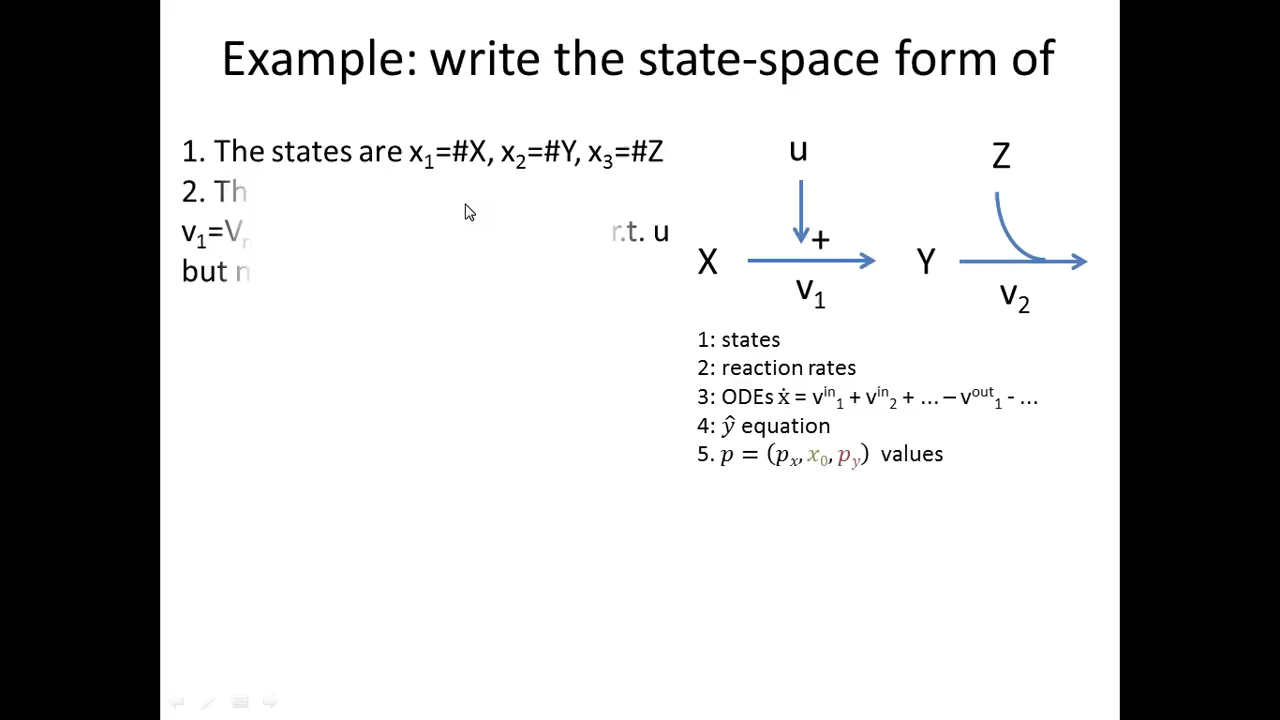 Example: write the state-space form of
1. The states are x₁=#X, x₂=#Y, x₃=#Z
2. Th
v₁=V r.t. u
but n
u
Z
+
X
Y
v₁
v₂
1: states
2: reaction rates
3: ODEs ẋ = vⁱⁿ₁ + vⁱⁿ₂ + … – vᵒᵘᵗ₁ - …
4: ŷ equation
5. p = (pₓ, x₀, p_y) values